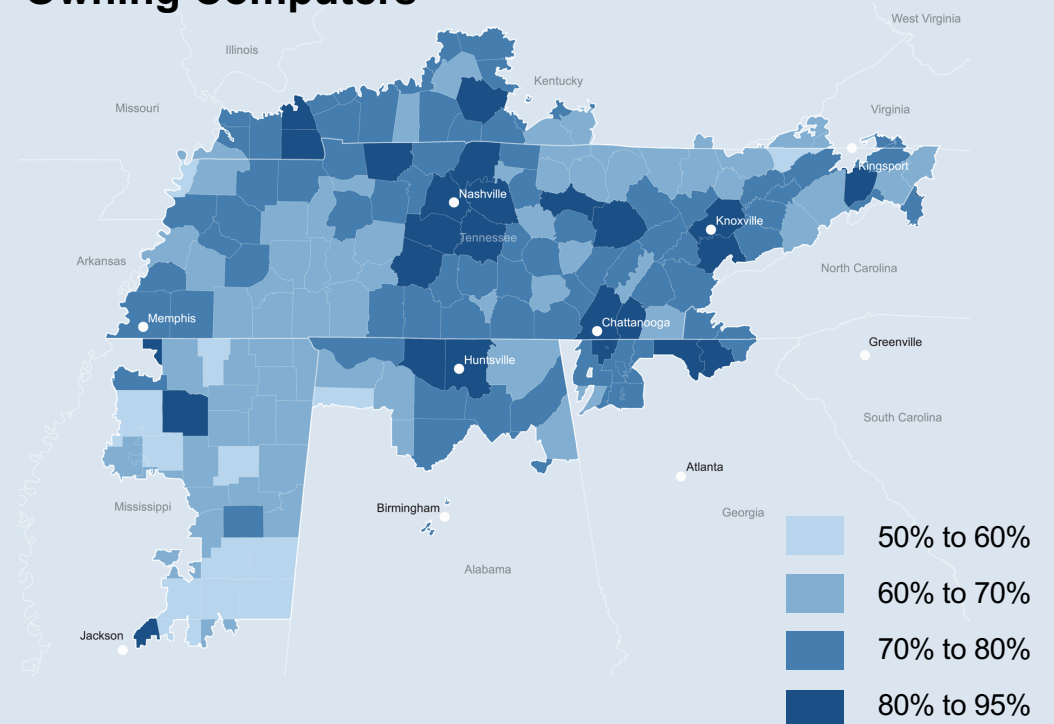 Owning Computers
West Virginia
Illinois
Kentucky
Missouri
Virginia
Kingsport
Nashville
Knoxville
Tennessee
Arkansas
North Carolina
Memphis
Chattanooga
Greenville
Huntsville
South Carolina
Atlanta
Mississippi
Birmingham
Georgia
Alabama
Jackson
50% to 60%
60% to 70%
70% to 80%
80% to 95%